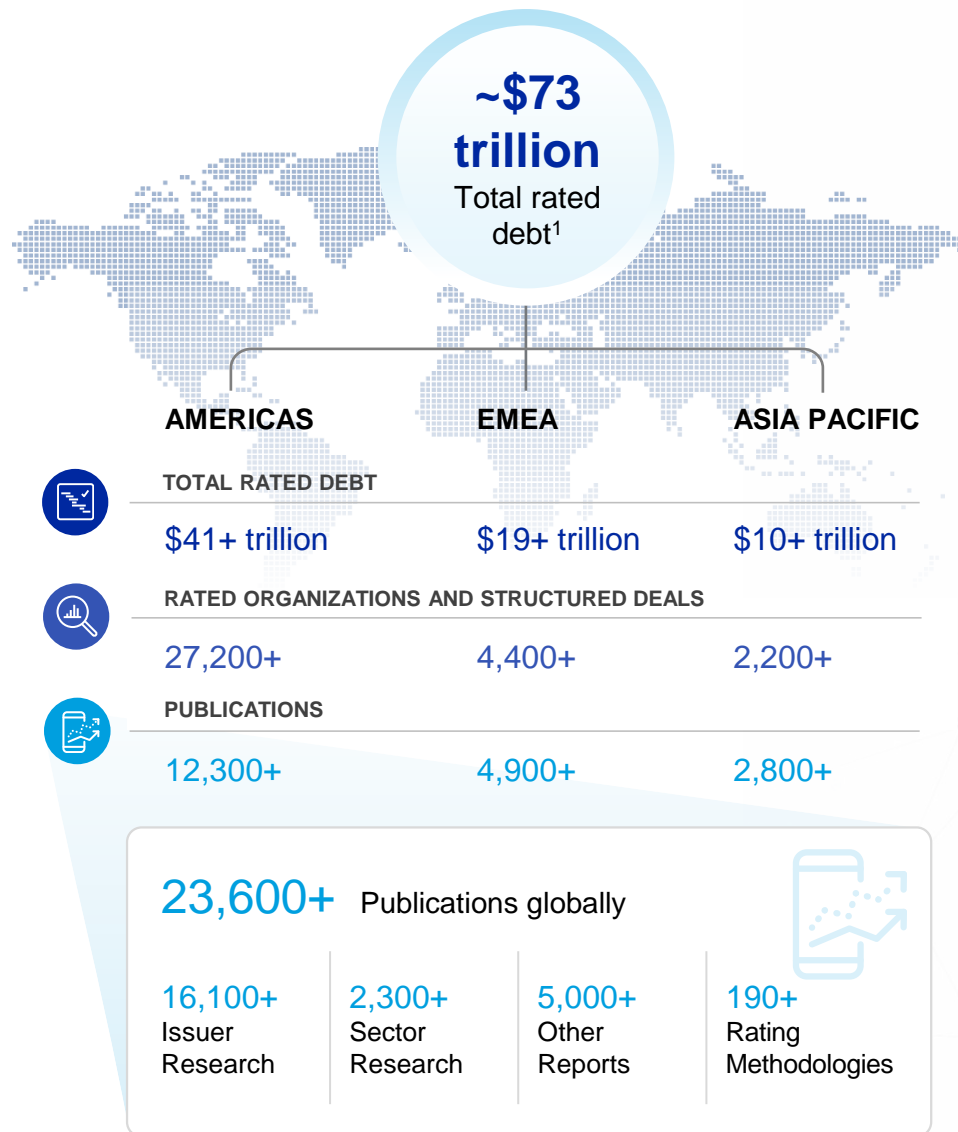 ~$73
trillion
Total rated
debt¹
AMERICAS EMEA ASIA PACIFIC
TOTAL RATED DEBT
$41+ trillion $19+ trillion $10+ trillion
RATED ORGANIZATIONS AND STRUCTURED DEALS
27,200+ 4,400+ 2,200+
PUBLICATIONS
12,300+ 4,900+ 2,800+
23,600+ Publications globally
16,100+ 2,300+ 5,000+ 190+
Issuer Sector Other Rating
Research Research Reports Methodologies